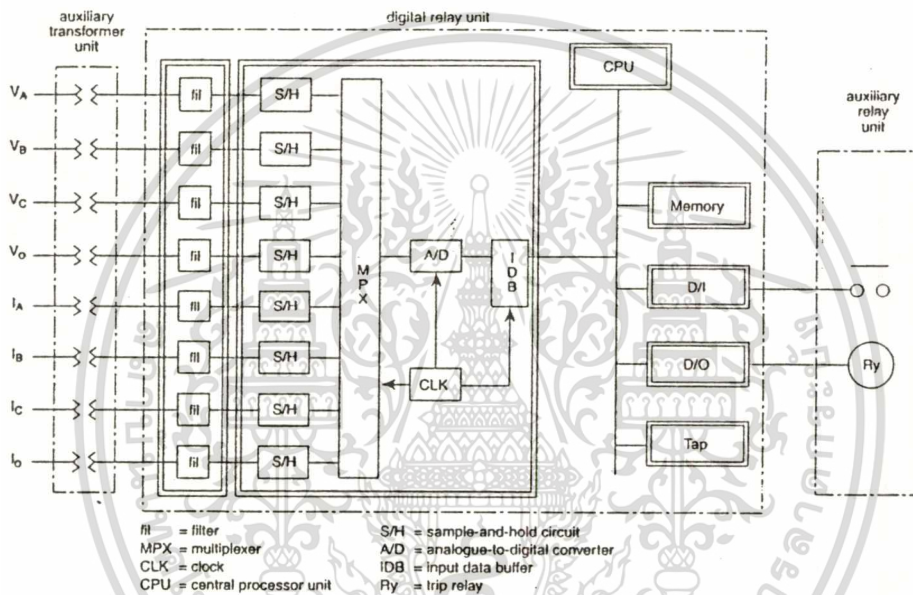 auxiliary
transformer
unit
digital relay unit
auxiliary
relay
unit
CPU
VA fil S/H
VB fil S/H
VC fil S/H
VO fil S/H
IA fil S/H
IB fil S/H
IC fil S/H
IO fil S/H
MPX
A/D
IDB
CLK
Memory
D/I
D/O
Ry
Tap
fil = filter
MPX = multiplexer
CLK = clock
CPU = central processor unit
S/H = sample-and-hold circuit
A/D = analogue-to-digital converter
IDB = input data buffer
Ry = trip relay